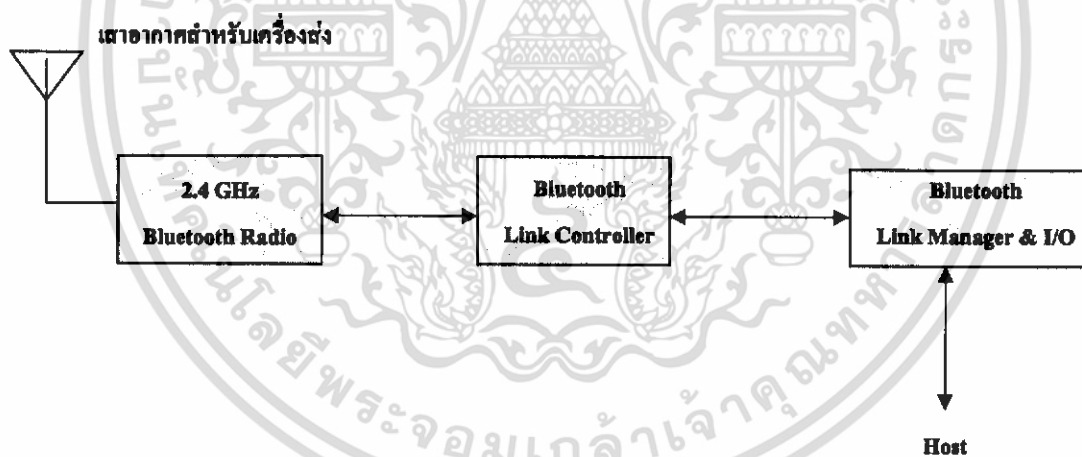 เสาอากาศสำหรับเครื่องส่ง
2.4 GHz
Bluetooth Radio
Bluetooth
Link Controller
Bluetooth
Link Manager & I/O
Host